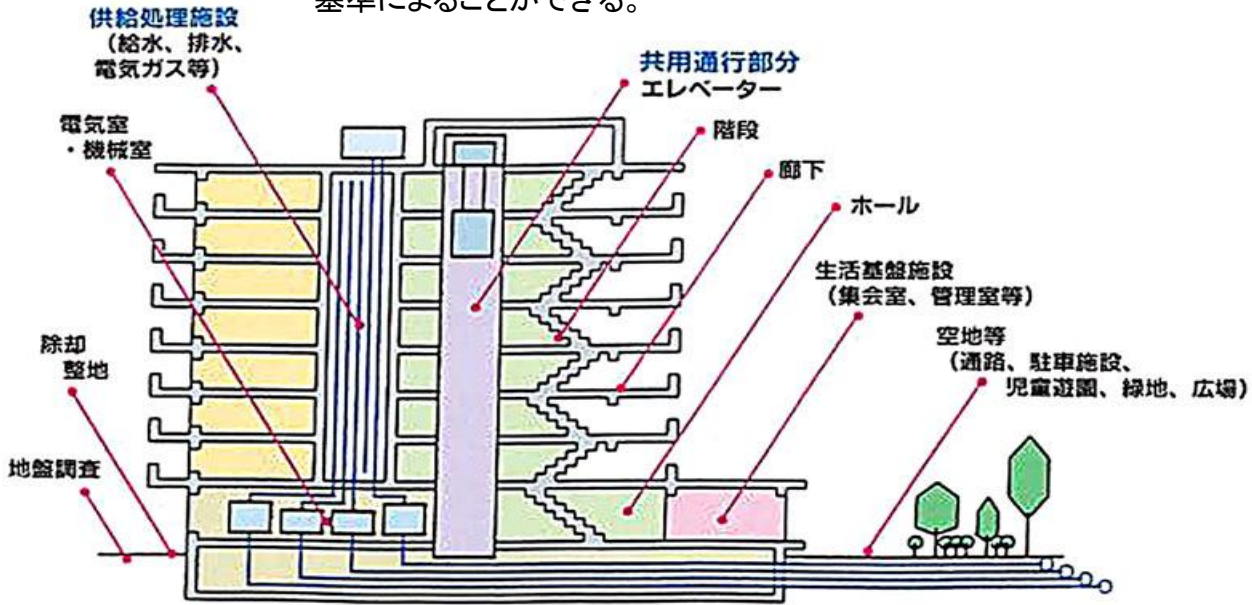 基準によることができる。
供給処理施設
（給水、排水、
電気ガス等）
共用通行部分
エレベーター
電気室
・機械室
階段
廊下
ホール
生活基盤施設
（集会室、管理室等）
空地等
（通路、駐車施設、
児童遊園、緑地、広場）
除却
整地
地盤調査